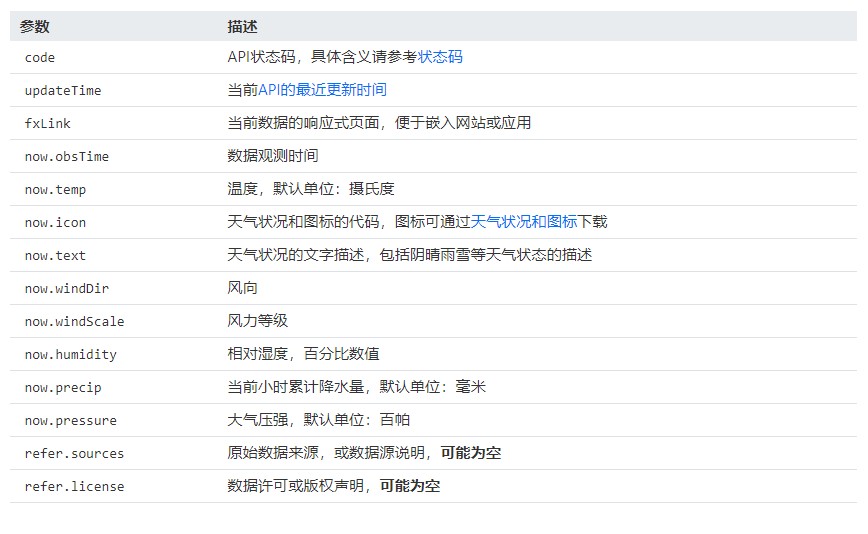 参数 描述
code API状态码，具体含义请参考状态码
updateTime 当前API的最近更新时间
fxLink 当前数据的响应式页面，便于嵌入网站或应用
now.obsTime 数据观测时间
now.temp 温度，默认单位：摄氏度
now.icon 天气状况和图标的代码，图标可通过天气状况和图标下载
now.text 天气状况的文字描述，包括阴晴雨雪等天气状态的描述
now.windDir 风向
now.windScale 风力等级
now.humidity 相对湿度，百分比数值
now.precip 当前小时累计降水量，默认单位：毫米
now.pressure 大气压强，默认单位：百帕
refer.sources 原始数据来源，或数据源说明，可能为空
refer.license 数据许可或版权声明，可能为空